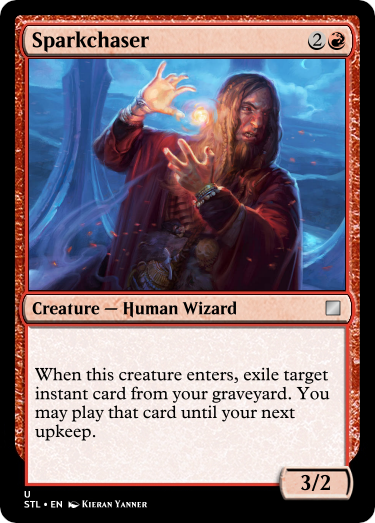 Sparkchaser 2
Creature — Human Wizard
When this creature enters, exile target
instant card from your graveyard. You
may play that card until your next
upkeep.
3/2
U
STL • EN Kieran Yanner